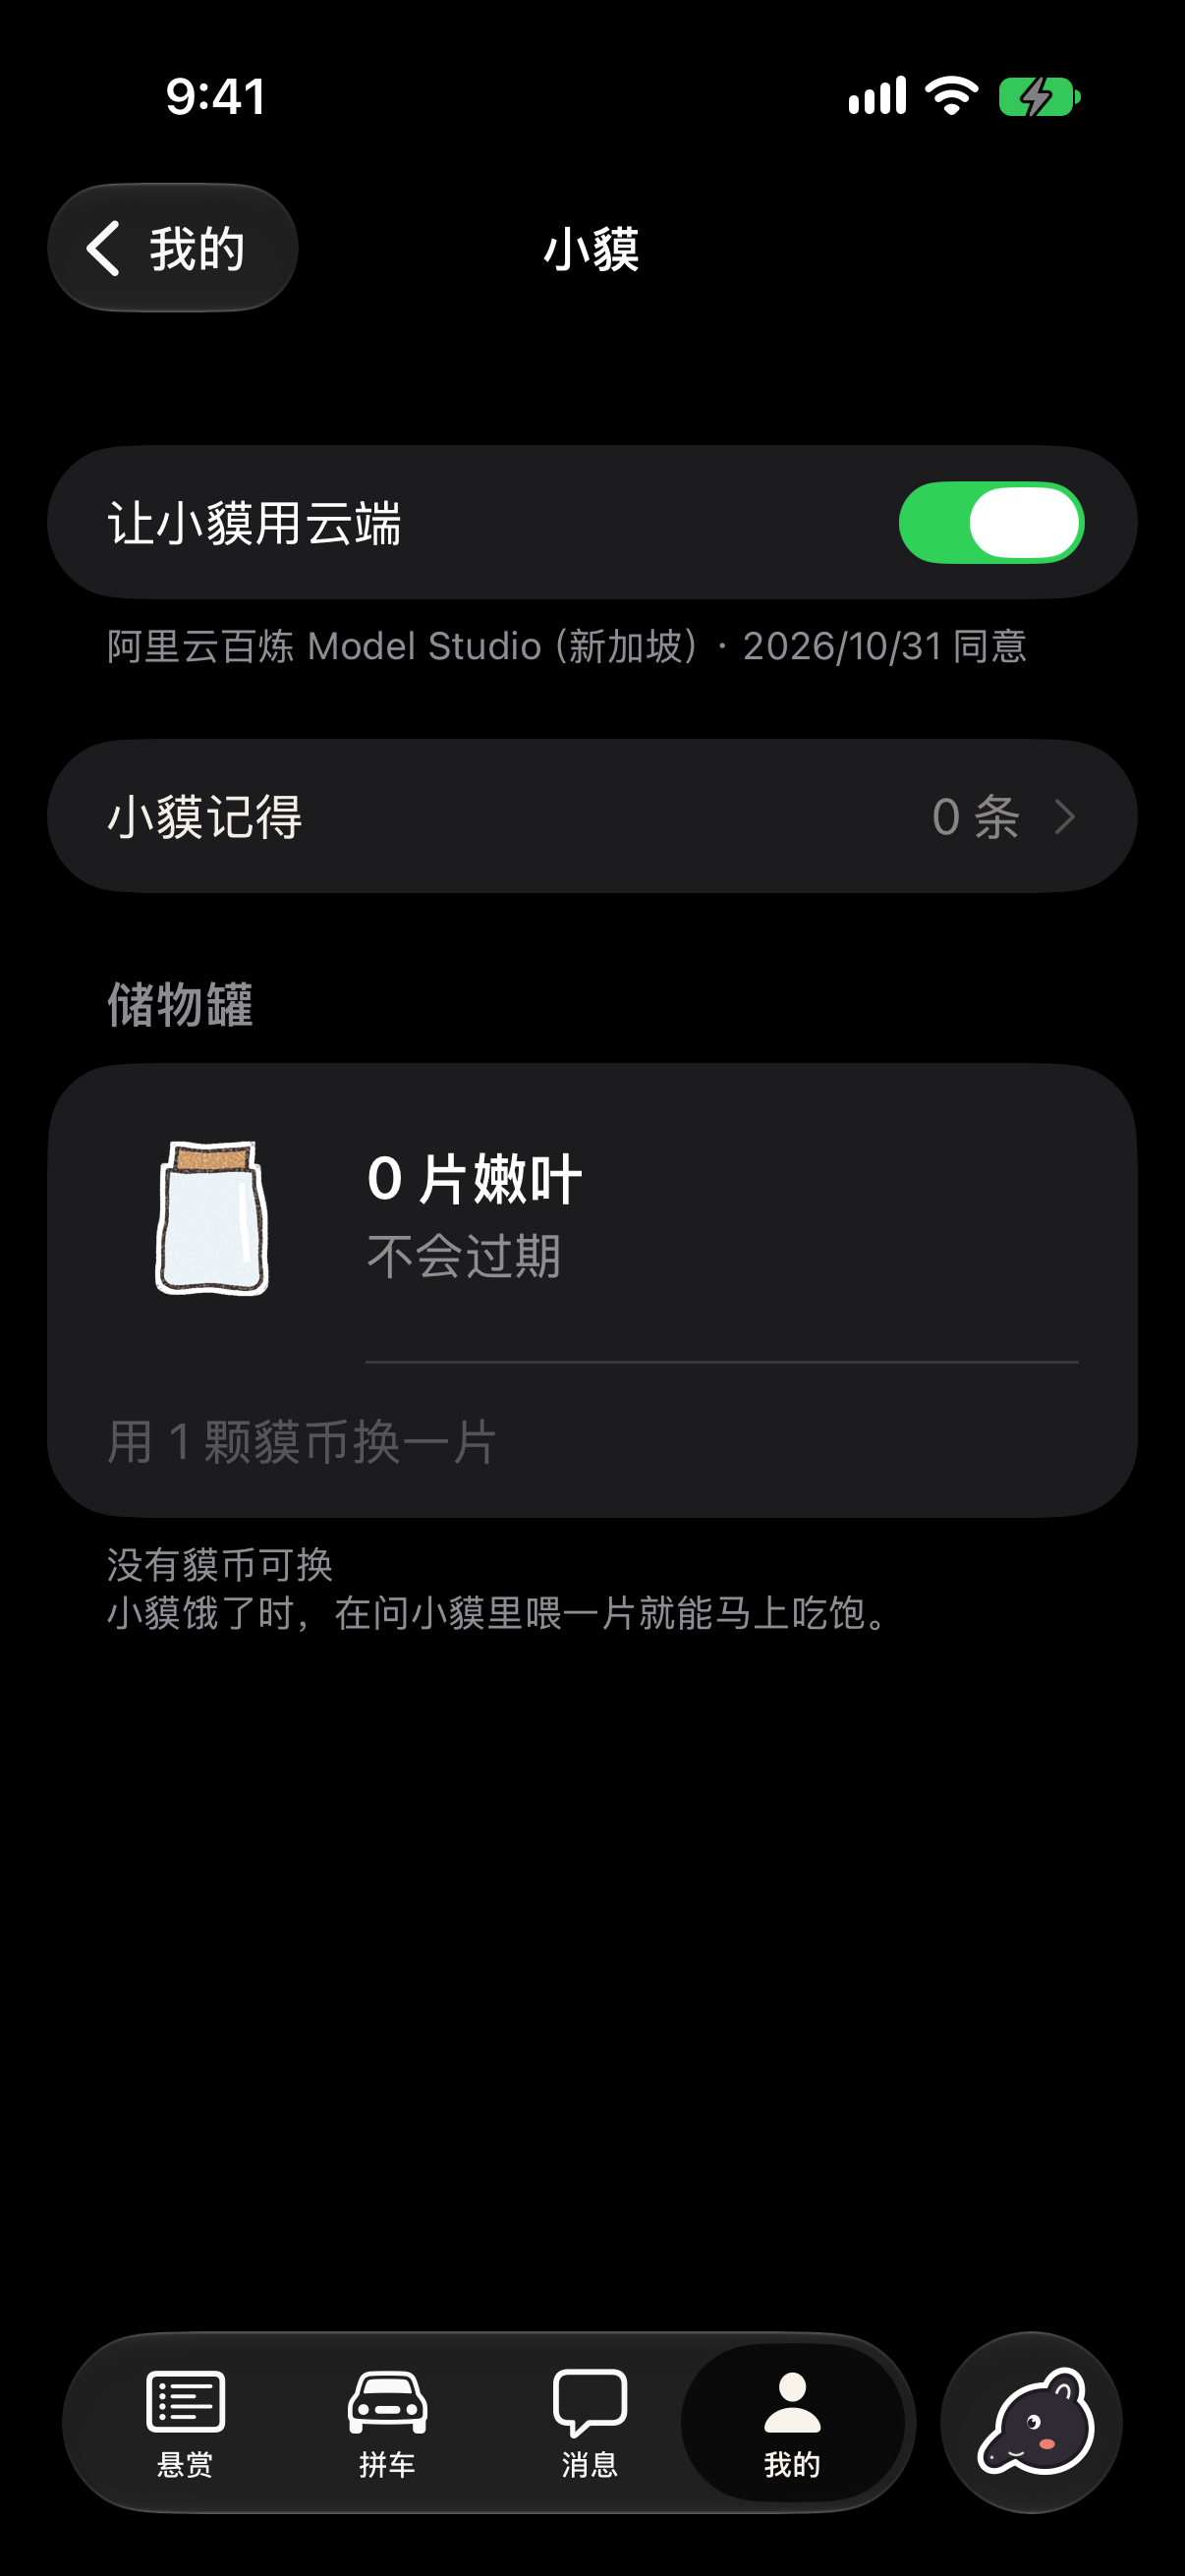 9:41
我的
小貘
让小貘用云端
阿里云百炼 Model Studio（新加坡）· 2026/10/31 同意
小貘记得
0 条
储物罐
0 片嫩叶
不会过期
用 1 颗貘币换一片
没有貘币可换
小貘饿了时，在问小貘里喂一片就能马上吃饱。
悬赏
拼车
消息
我的